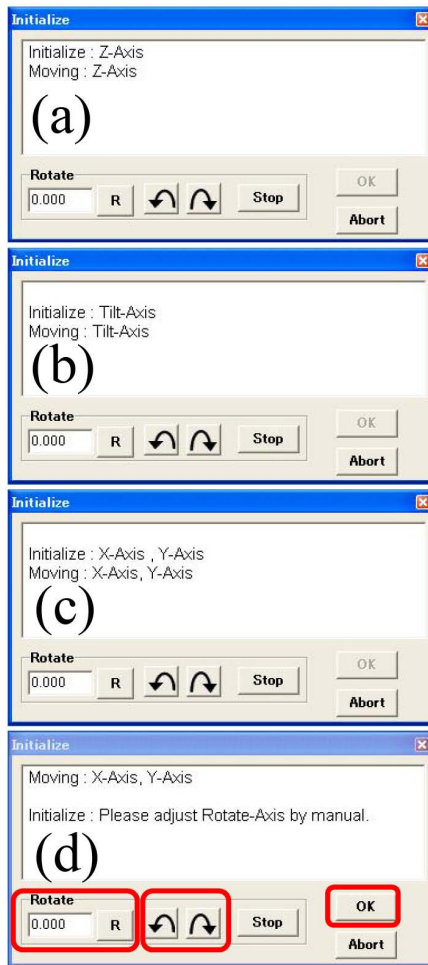 Initialize
Initialize : Z-Axis
Moving : Z-Axis
(a)
Rotate
0.000
R
Stop
OK
Abort
Initialize
Initialize : Tilt-Axis
Moving : Tilt-Axis
(b)
Rotate
0.000
R
Stop
OK
Abort
Initialize
Initialize : X-Axis , Y-Axis
Moving : X-Axis, Y-Axis
(c)
Rotate
0.000
R
Stop
OK
Abort
Initialize
Moving : X-Axis, Y-Axis
Initialize : Please adjust Rotate-Axis by manual.
(d)
Rotate
0.000
R
Stop
OK
Abort